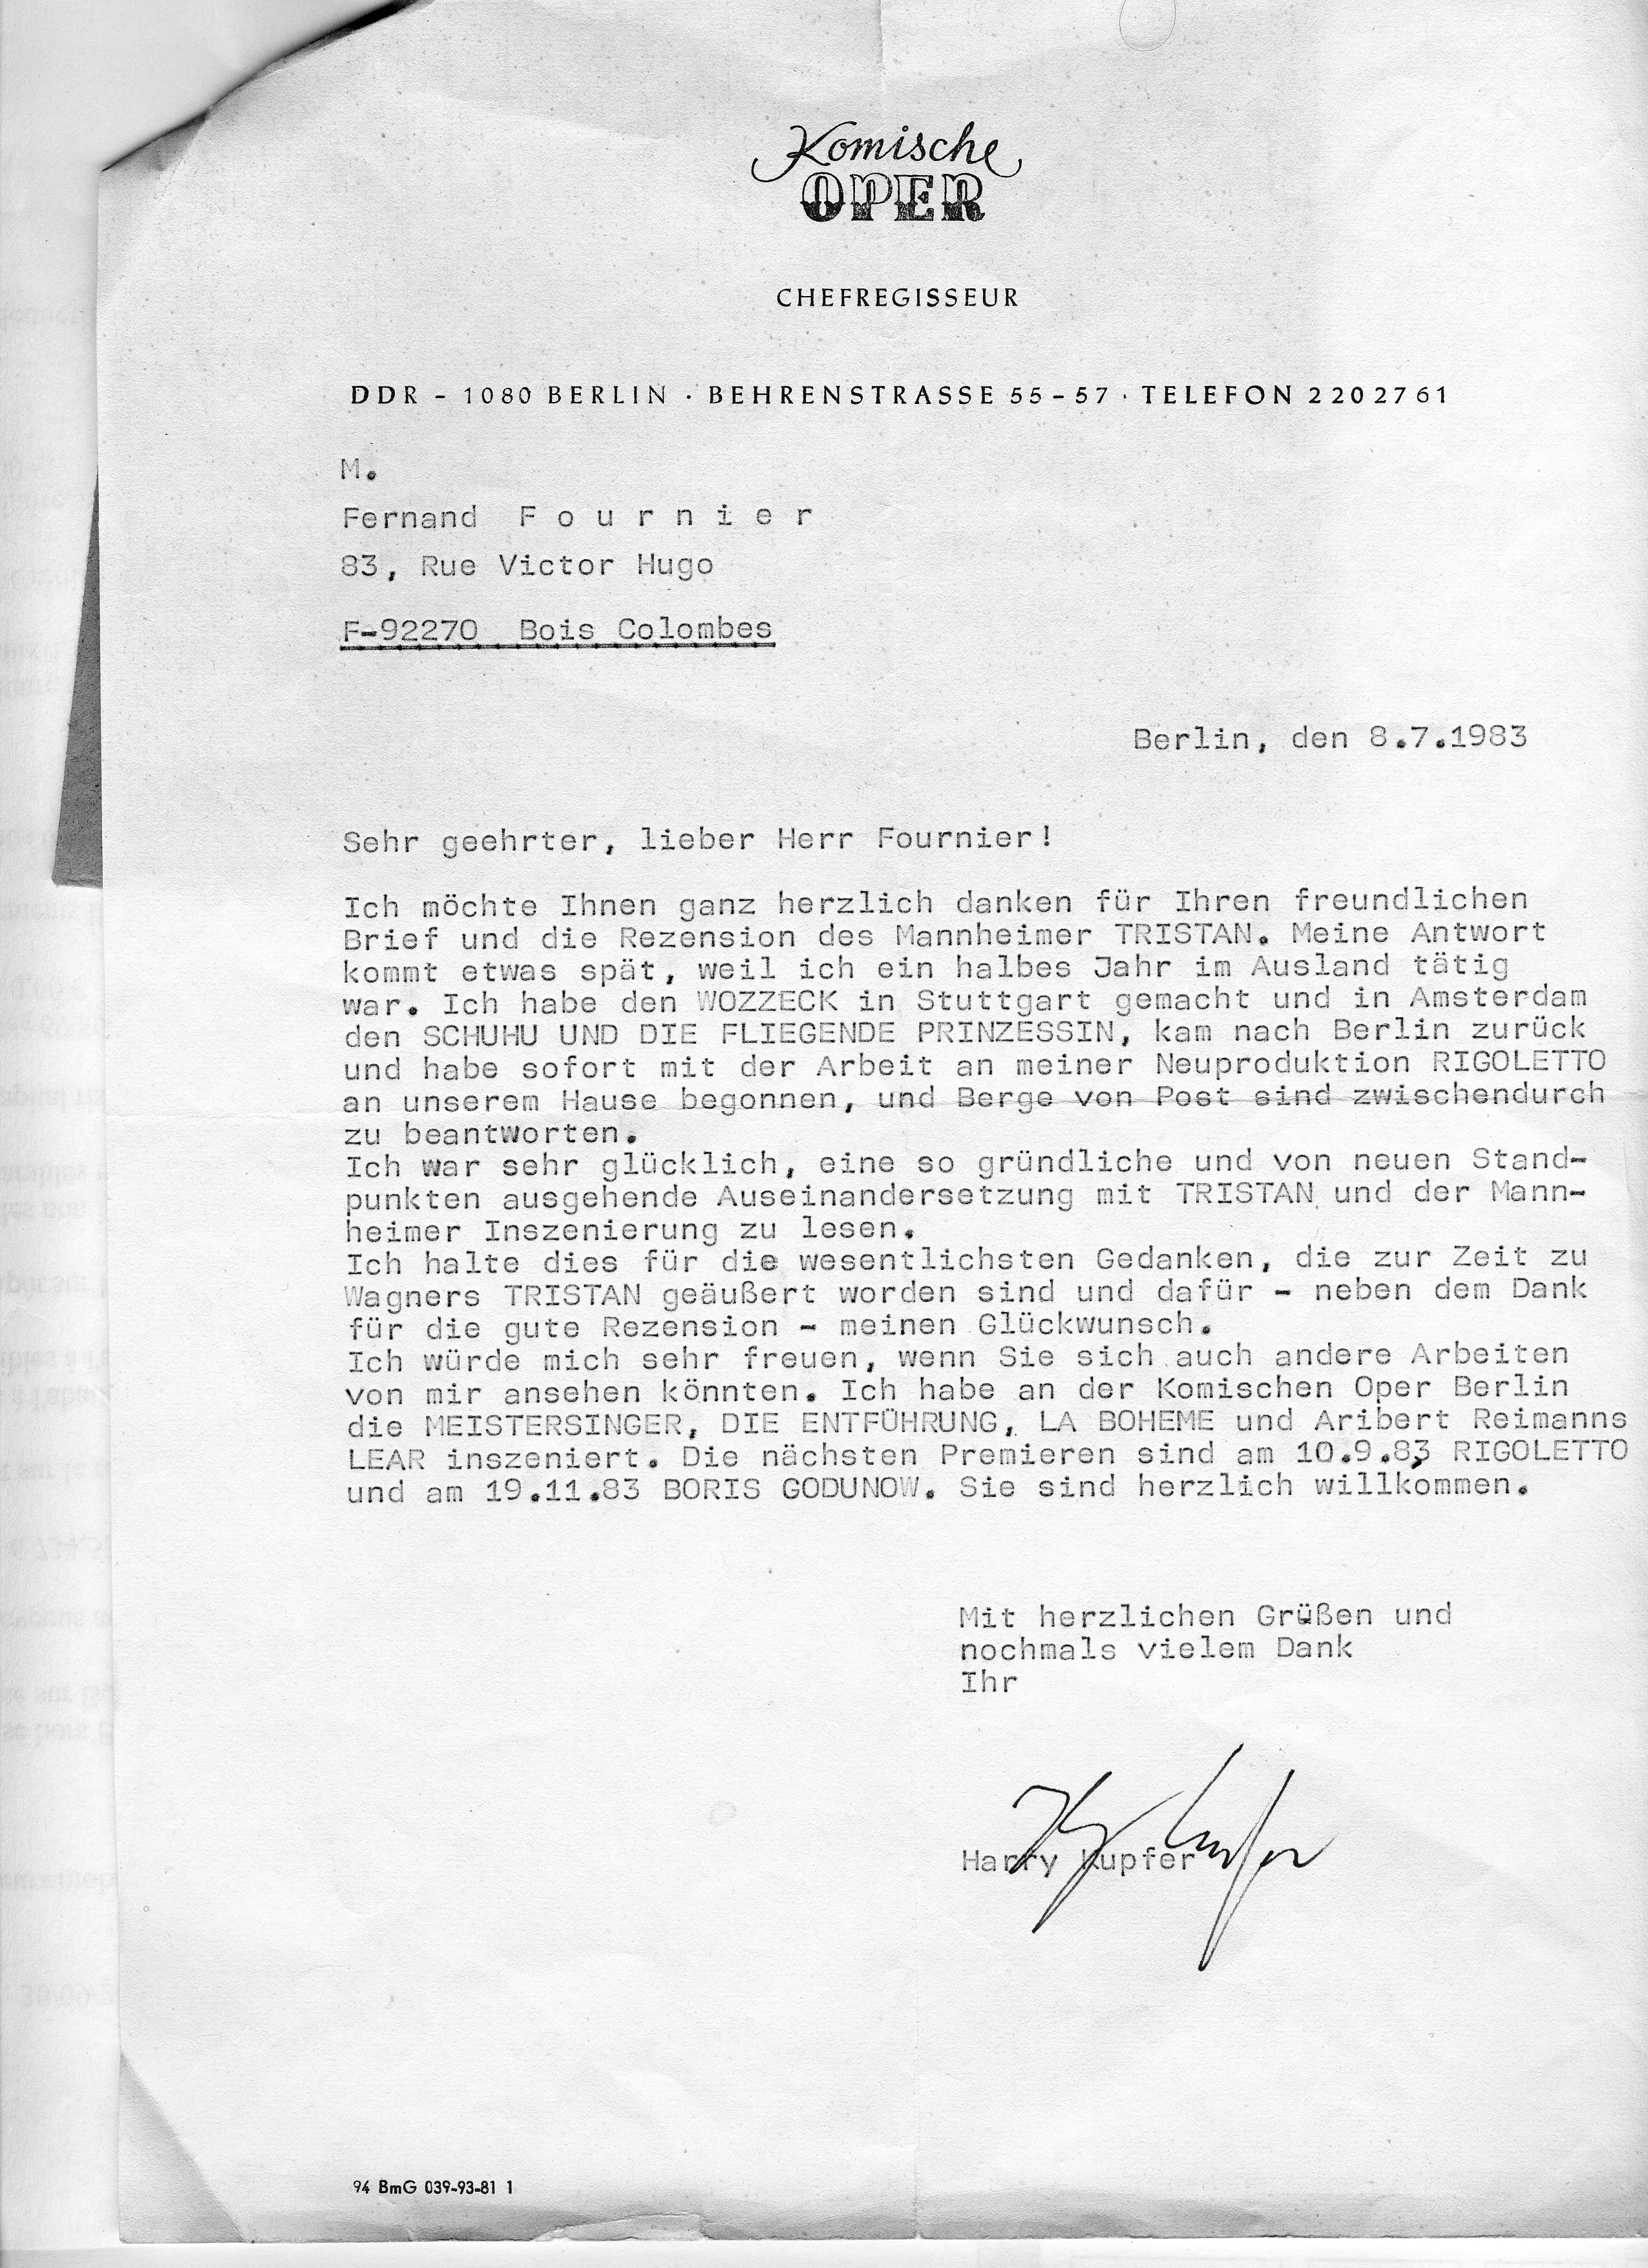 Komische
OPER
CHEFREGISSEUR
DDR - 1080 BERLIN · BEHRENSTRASSE 55-57 · TELEFON 2202761
M.
Fernand F o u r n i e r
83, Rue Victor Hugo
F-92270 Bois Colombes
Berlin, den 8.7.1983
Sehr geehrter, lieber Herr Fournier!
Ich möchte Ihnen ganz herzlich danken für Ihren freundlichen
Brief und die Rezension des Mannheimer TRISTAN. Meine Antwort
kommt etwas spät, weil ich ein halbes Jahr im Ausland tätig
war. Ich habe den WOZZECK in Stuttgart gemacht und in Amsterdam
den SCHUHU UND DIE FLIEGENDE PRINZESSIN, kam nach Berlin zurück
und habe sofort mit der Arbeit an meiner Neuproduktion RIGOLETTO
an unserem Hause begonnen, und Berge von Post sind zwischendurch
zu beantworten.
Ich war sehr glücklich, eine so gründliche und von neuen Stand-
punkten ausgehende Auseinandersetzung mit TRISTAN und der Mann-
heimer Inszenierung zu lesen.
Ich halte dies für die wesentlichsten Gedanken, die zur Zeit zu
Wagners TRISTAN geäußert worden sind und dafür - neben dem Dank
für die gute Rezension - meinen Glückwunsch.
Ich würde mich sehr freuen, wenn Sie sich auch andere Arbeiten
von mir ansehen könnten. Ich habe an der Komischen Oper Berlin
die MEISTERSINGER, DIE ENTFÜHRUNG, LA BOHEME und Aribert Reimanns
LEAR inszeniert. Die nächsten Premieren sind am 10.9.83 RIGOLETTO
und am 19.11.83 BORIS GODUNOW. Sie sind herzlich willkommen.
Mit herzlichen Grüßen und
nochmals vielem Dank
Ihr
Harry Kupfer
94 BmG 039-93-81 1